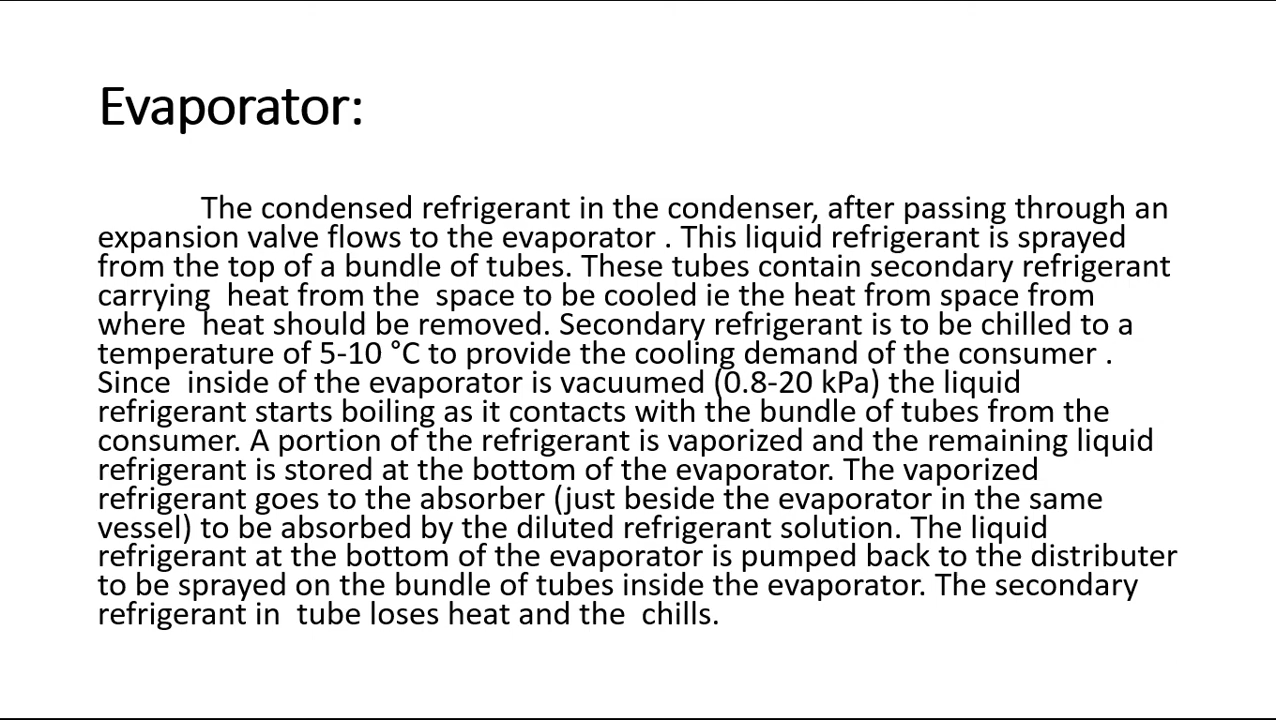 Evaporator:
The condensed refrigerant in the condenser, after passing through an
expansion valve flows to the evaporator . This liquid refrigerant is sprayed
from the top of a bundle of tubes. These tubes contain secondary refrigerant
carrying  heat from the  space to be cooled ie the heat from space from
where  heat should be removed. Secondary refrigerant is to be chilled to a
temperature of 5-10 °C to provide the cooling demand of the consumer .
Since  inside of the evaporator is vacuumed (0.8-20 kPa) the liquid
refrigerant starts boiling as it contacts with the bundle of tubes from the
consumer. A portion of the refrigerant is vaporized and the remaining liquid
refrigerant is stored at the bottom of the evaporator. The vaporized
refrigerant goes to the absorber (just beside the evaporator in the same
vessel) to be absorbed by the diluted refrigerant solution. The liquid
refrigerant at the bottom of the evaporator is pumped back to the distributer
to be sprayed on the bundle of tubes inside the evaporator. The secondary
refrigerant in  tube loses heat and the  chills.